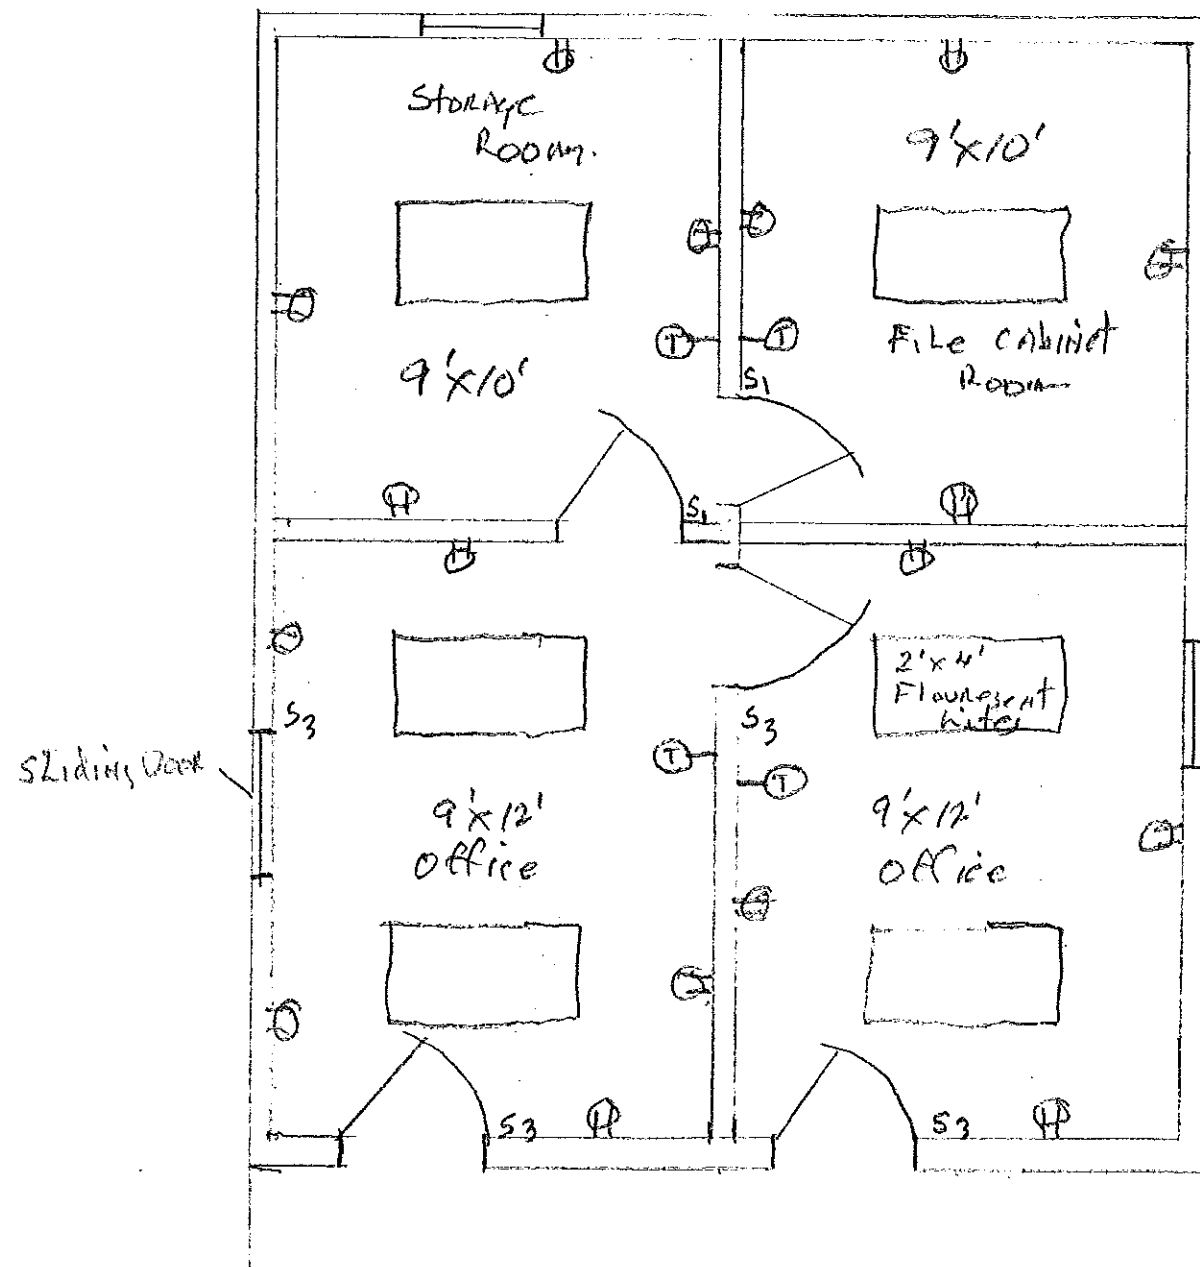 Storage
Room.
9'x10'
T
T
File Cabinet
Room
9'x10'
S1
S1
2'x4'
Flouresent
S3
S3
T
T
Sliding Door
9'x12'
Office
9'x12'
Office
S3
S3